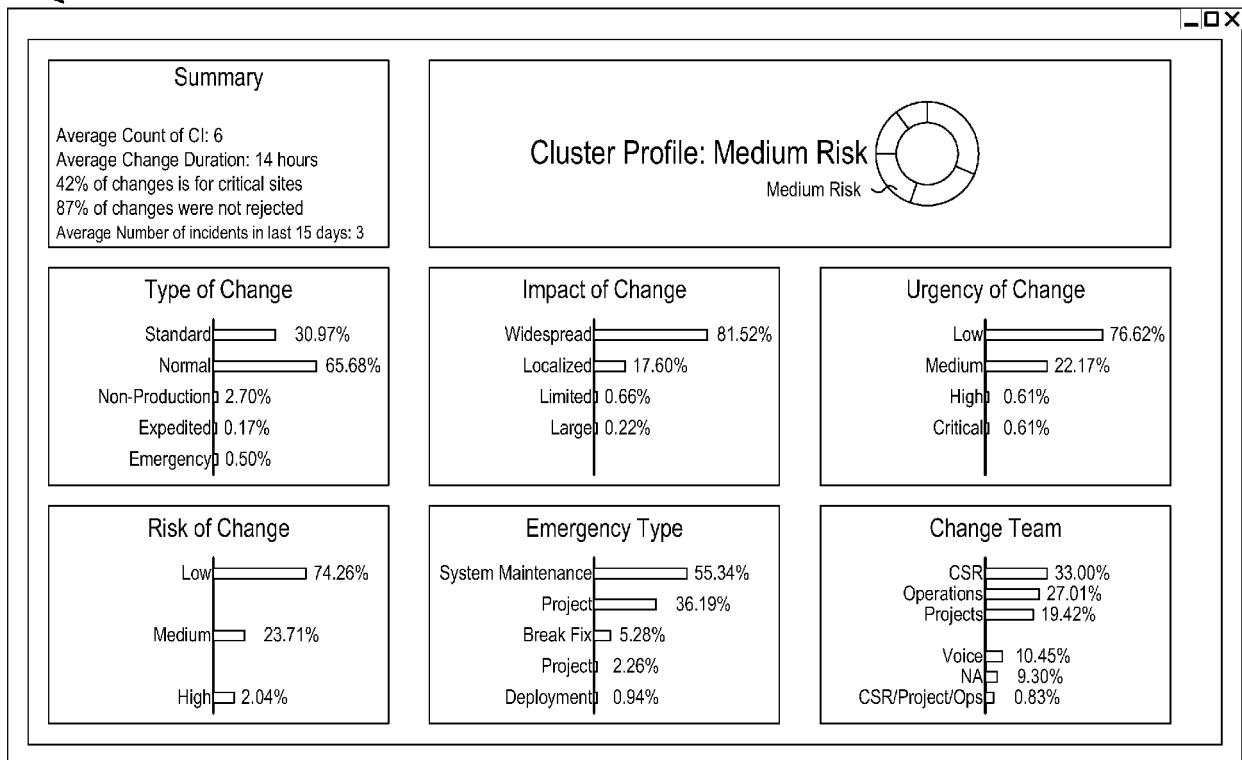 Summary
Average Count of CI: 6
Average Change Duration: 14 hours
42% of changes is for critical sites
87% of changes were not rejected
Average Number of incidents in last 15 days: 3
Cluster Profile: Medium Risk
Medium Risk
Type of Change
Standard 30.97%
Normal 65.68%
Non-Production 2.70%
Expedited 0.17%
Emergency 0.50%
Impact of Change
Widespread 81.52%
Localized 17.60%
Limited 0.66%
Large 0.22%
Urgency of Change
Low 76.62%
Medium 22.17%
High 0.61%
Critical 0.61%
Risk of Change
Low 74.26%
Medium 23.71%
High 2.04%
Emergency Type
System Maintenance 55.34%
Project 36.19%
Break Fix 5.28%
Project 2.26%
Deployment 0.94%
Change Team
CSR 33.00%
Operations 27.01%
Projects 19.42%
Voice 10.45%
NA 9.30%
CSR/Project/Ops 0.83%